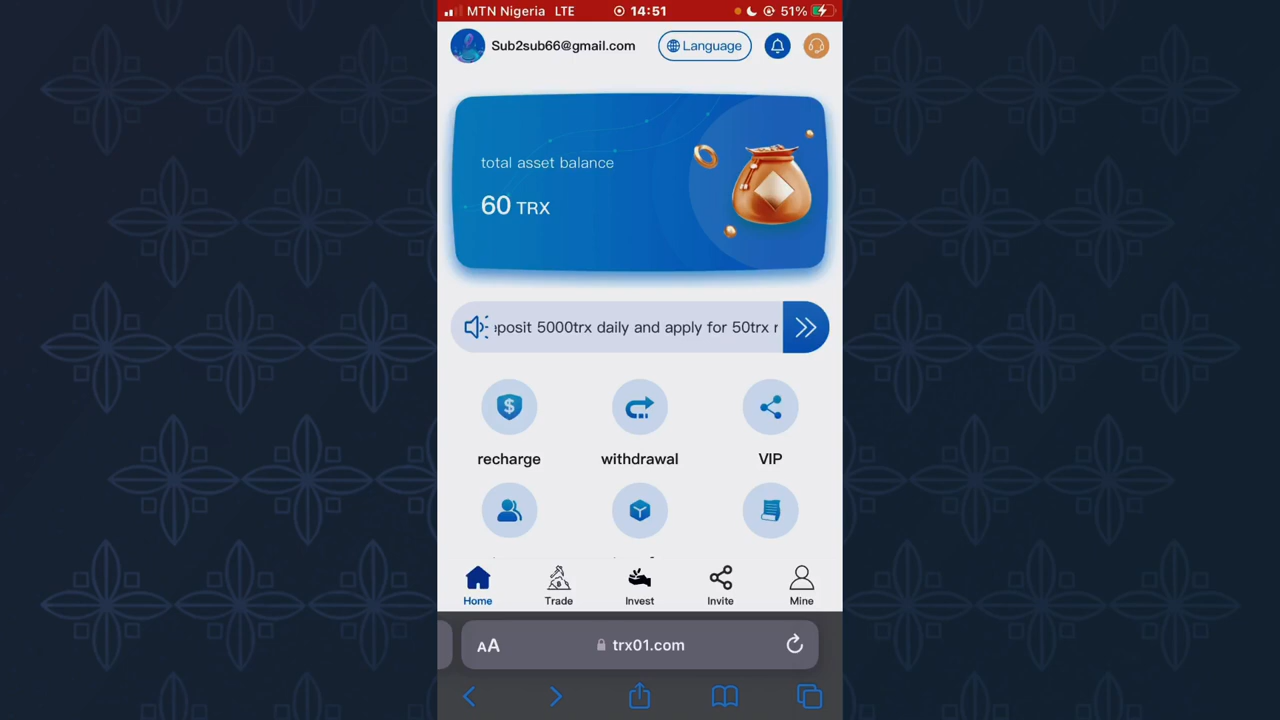 MTN Nigeria LTE 14:51 51%
Sub2sub66@gmail.com Language
total asset balance
60 TRX
eposit 5000trx daily and apply for 50trx r
recharge withdrawal VIP
Home Trade Invest Invite Mine
AA trx01.com